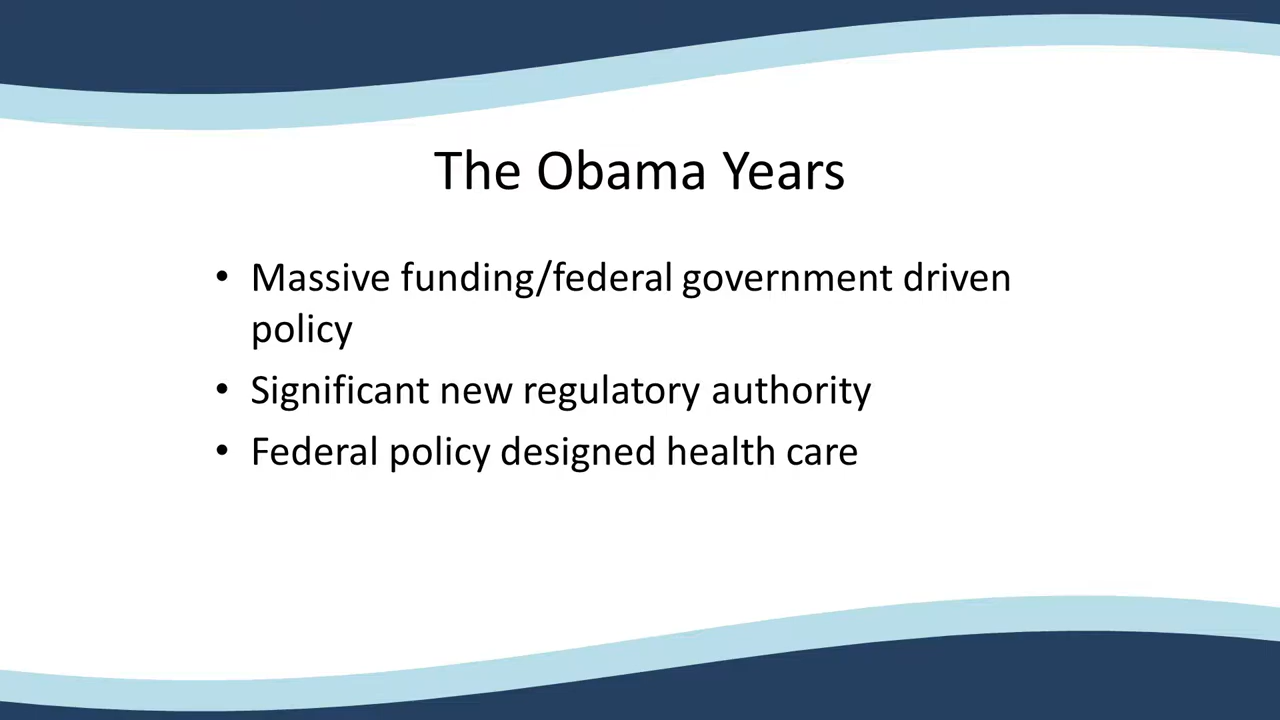 The Obama Years
• Massive funding/federal government driven
policy
• Significant new regulatory authority
• Federal policy designed health care